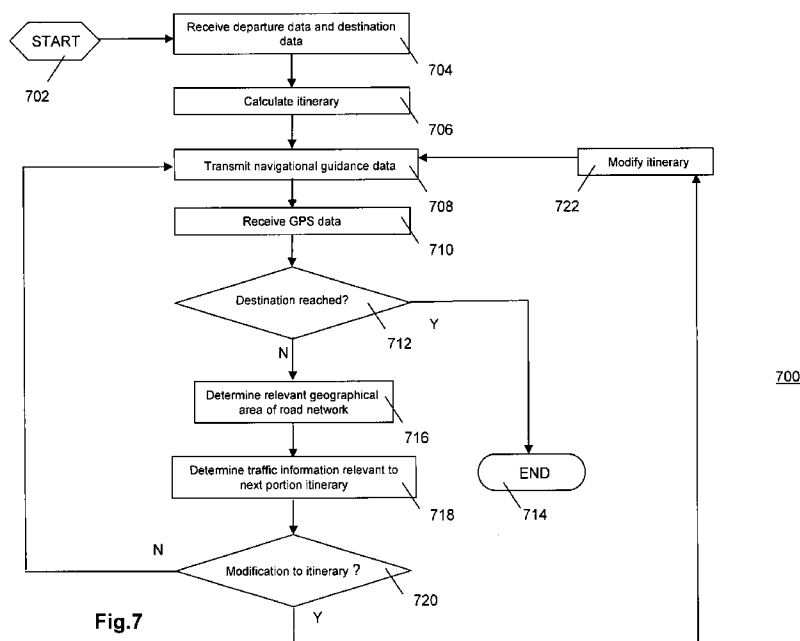 START
702
Receive departure data and destination
data
704
Calculate itinerary
706
Transmit navigational guidance data
708
Modify itinerary
722
Receive GPS data
710
Destination reached?
712
Y
N
700
Determine relevant geographical
area of road network
716
Determine traffic information relevant to
next portion itinerary
718
END
714
N
Modification to itinerary ?
720
Y
Fig.7